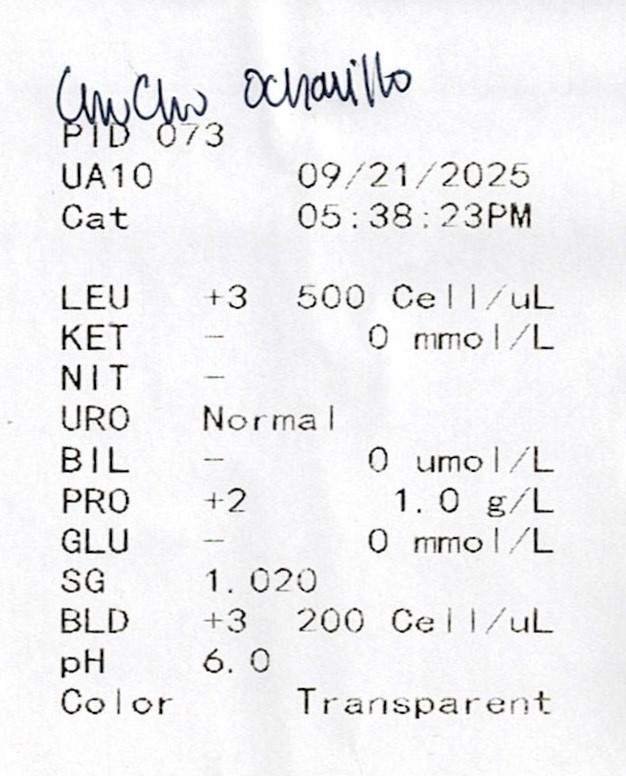 Chucho
PID 073
UA10 09/21/2025
Cat 05:38:23PM
LEU +3 500 Cell/uL
KET - 0 mmol/L
NIT -
URO Normal
BIL - 0 umol/L
PRO +2 1.0 g/L
GLU - 0 mmol/L
SG 1.020
BLD +3 200 Cell/uL
pH 6.0
Color Transparent